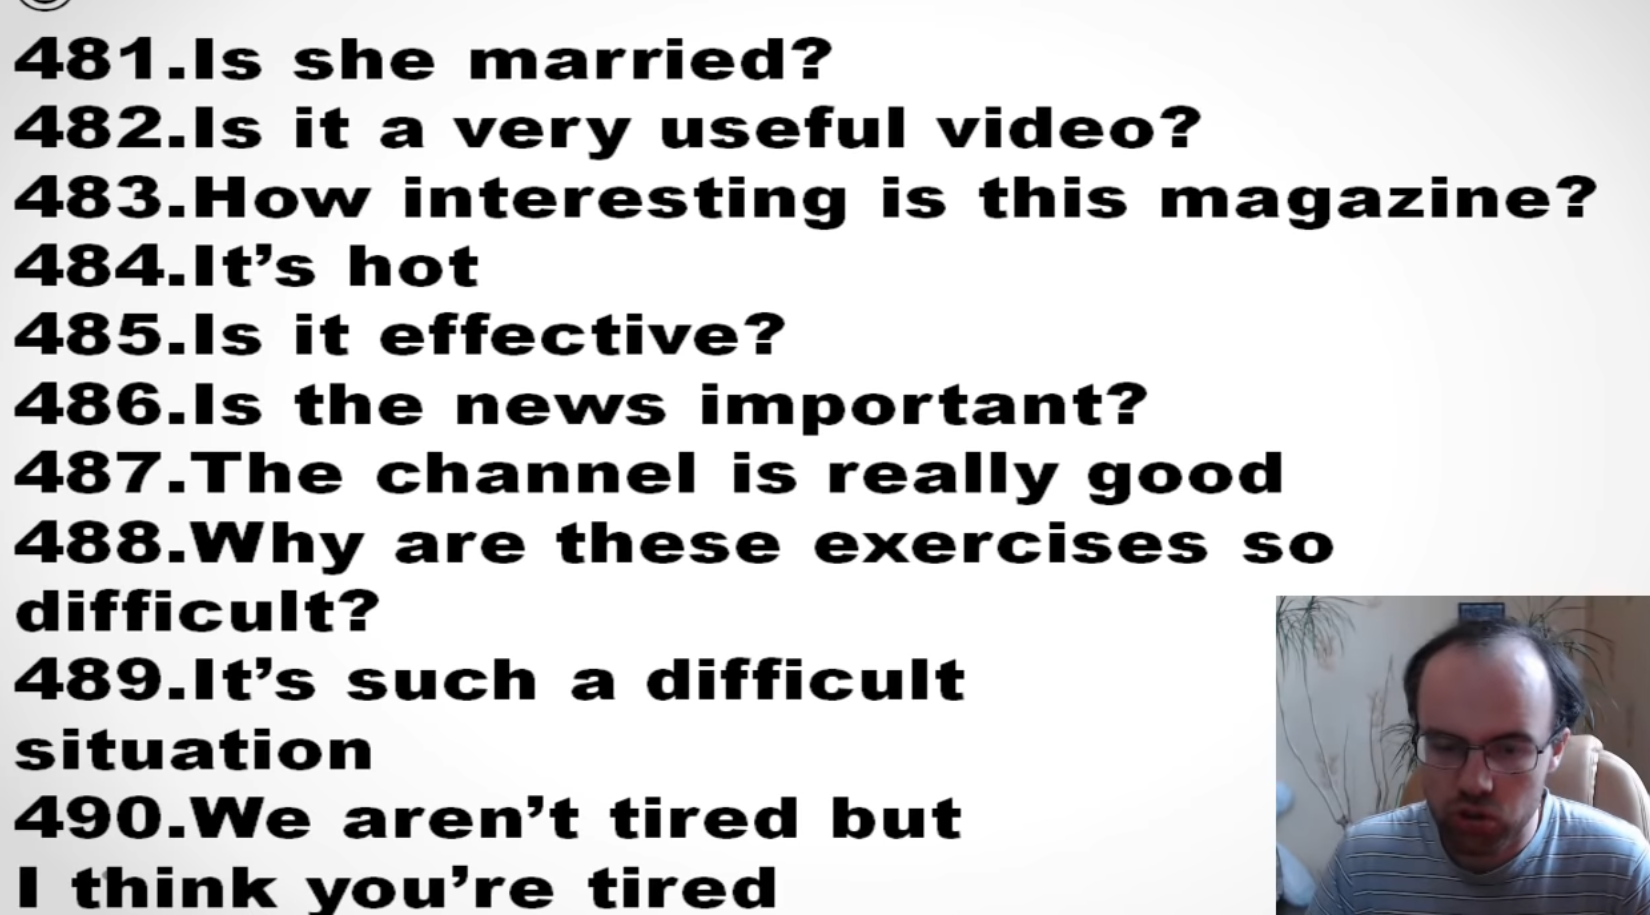 481.Is she married?
482.Is it a very useful video?
483.How interesting is this magazine?
484.It’s hot
485.Is it effective?
486.Is the news important?
487.The channel is really good
488.Why are these exercises so
difficult?
489.It’s such a difficult
situation
490.We aren’t tired but
I think you’re tired